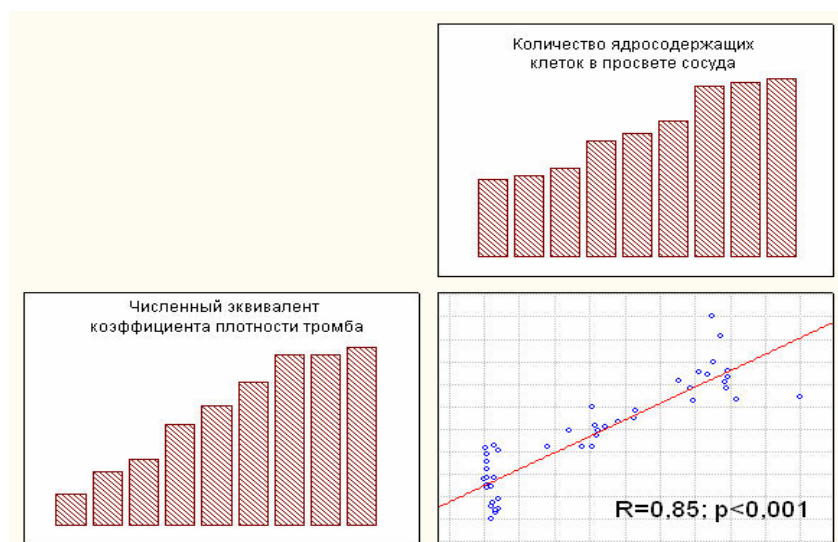 Количество ядросодержащих
клеток в просвете сосуда
Численный эквивалент
коэффициента плотности тромба
R=0,85; p<0,001